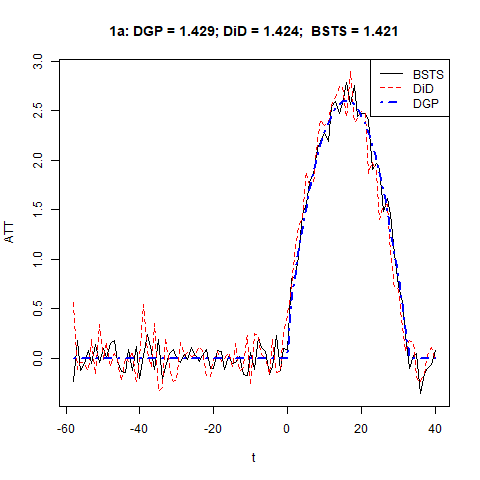 1a: DGP = 1.429; DiD = 1.424;  BSTS = 1.421
BSTS
DiD
DGP
ATT
3.0
2.5
2.0
1.5
1.0
0.5
0.0
-60 -40 -20 0 20 40
t